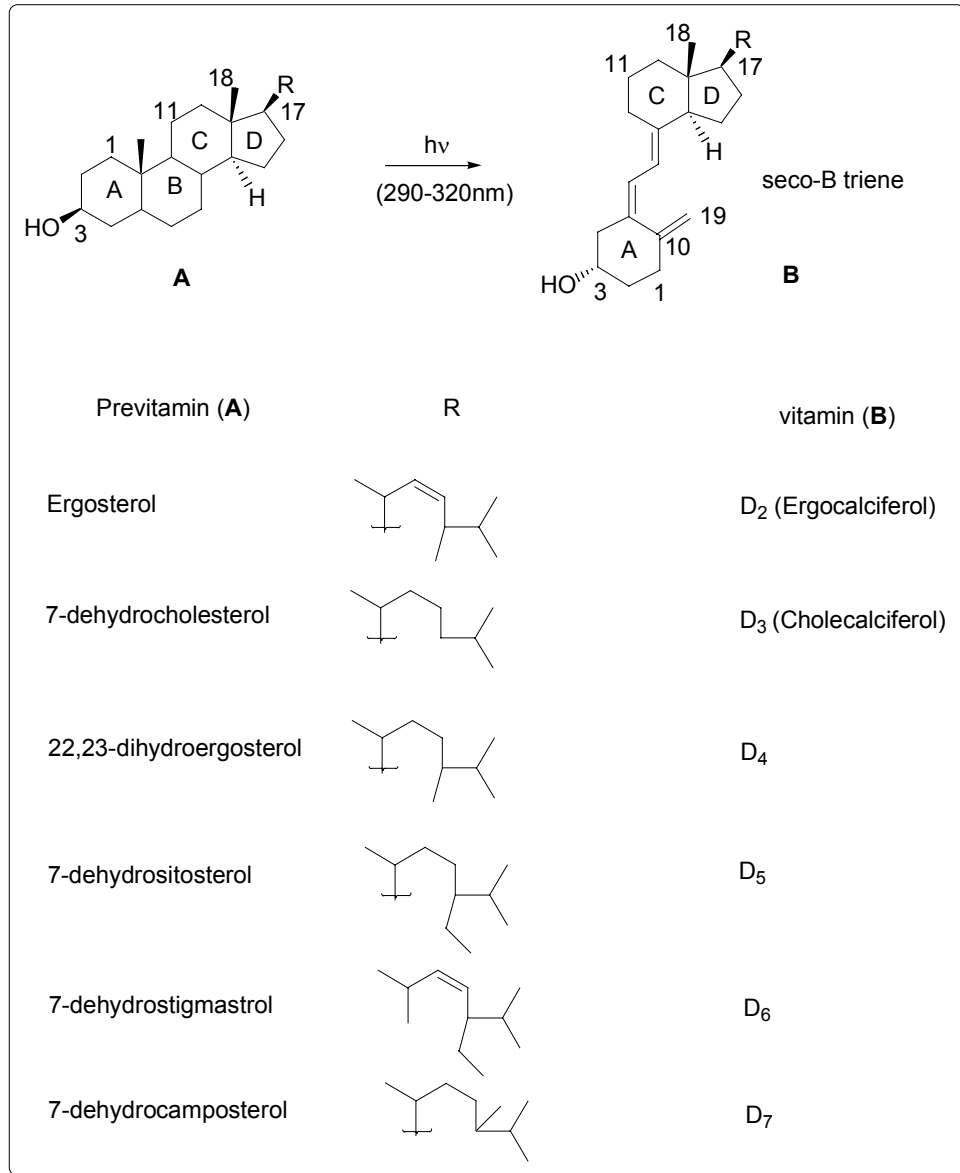 18
R
17
11
C
D
1
A
B
H
HO
3
A
hν
(290-320nm)
18
R
17
11
C
D
H
seco-B triene
19
A
10
HO
3
1
B
Previtamin (A)
R
vitamin (B)
Ergosterol
D2 (Ergocalciferol)
7-dehydrocholesterol
D3 (Cholecalciferol)
22,23-dihydroergosterol
D4
7-dehydrositosterol
D5
7-dehydrostigmastrol
D6
7-dehydrocamposterol
D7